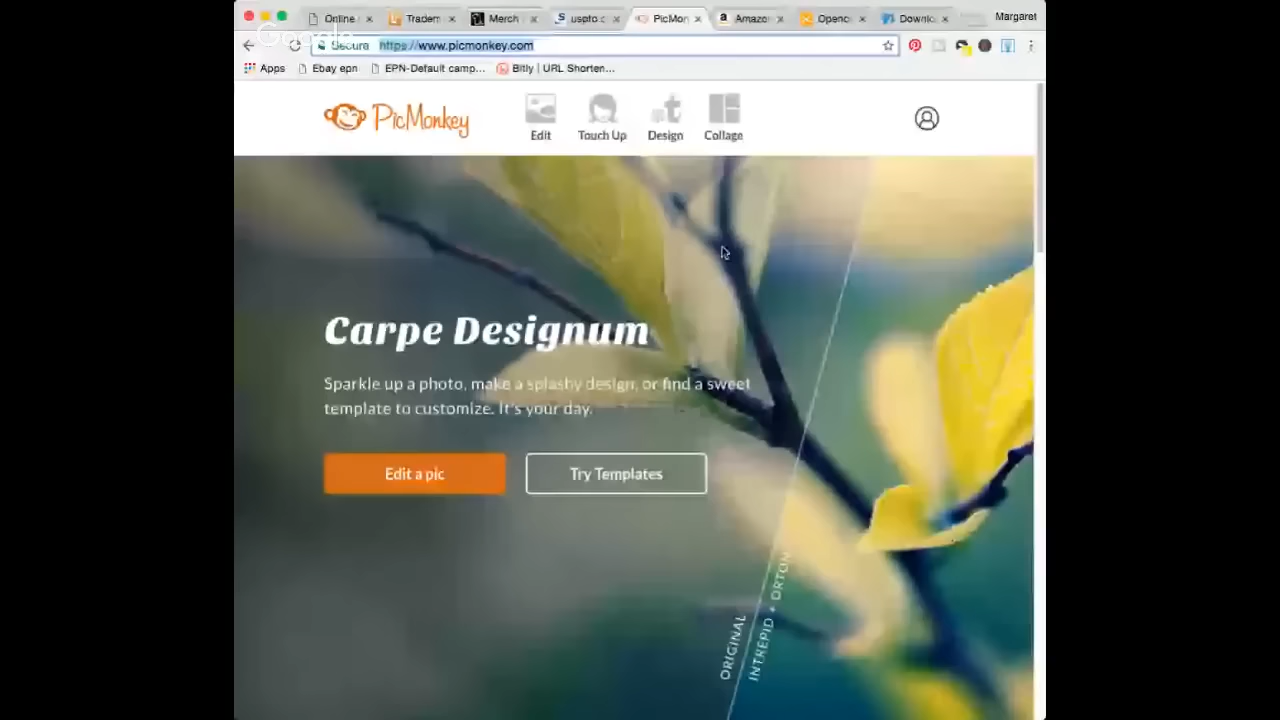 Online
Tradem
Merch
uspto.c
PicMon
Amazo
Openc
Downlo
Margaret
Google
Secure
https://www.picmonkey.com
Apps
Ebay epn
EPN-Default camp...
Bitly | URL Shorten...
PicMonkey
Edit
Touch Up
Design
Collage
Carpe Designum
Sparkle up a photo, make a splashy design, or find a sweet
template to customize. It's your day.
Edit a pic
Try Templates
ORIGINAL
INTREPID + ORTON